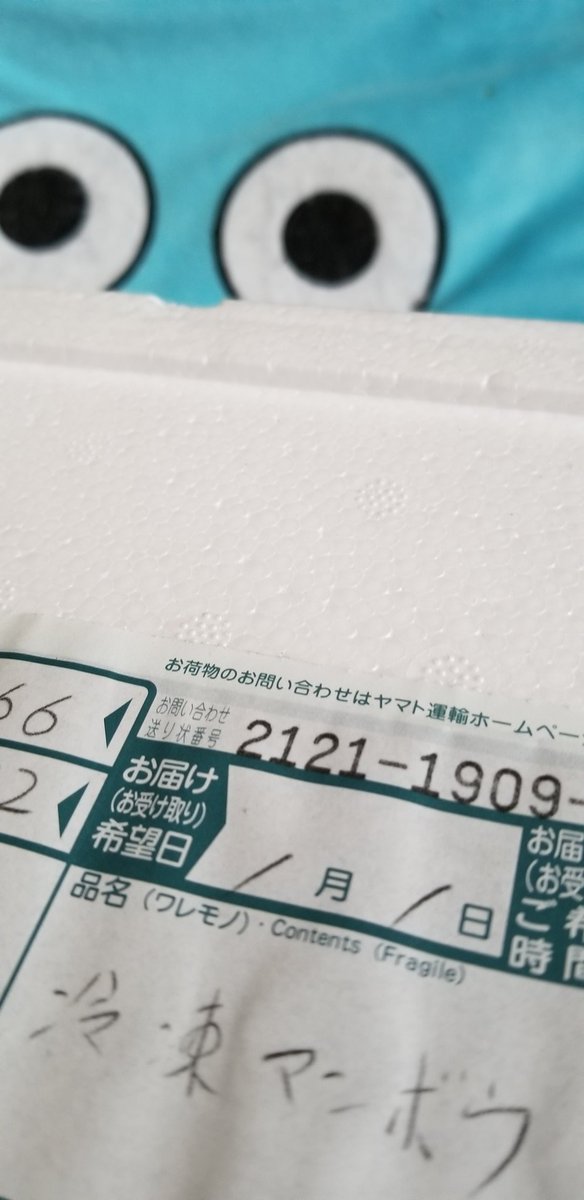 お荷物のお問い合わせはヤマト運輸ホームペー
66
お問い合わせ
送り状番号
2121-1909-
2
お届け
(お受け取り)
希望日
/月/日
お届
(お受
ご希
時間
品名(ワレモノ)・Contents (Fragile)
冷凍マンボウ